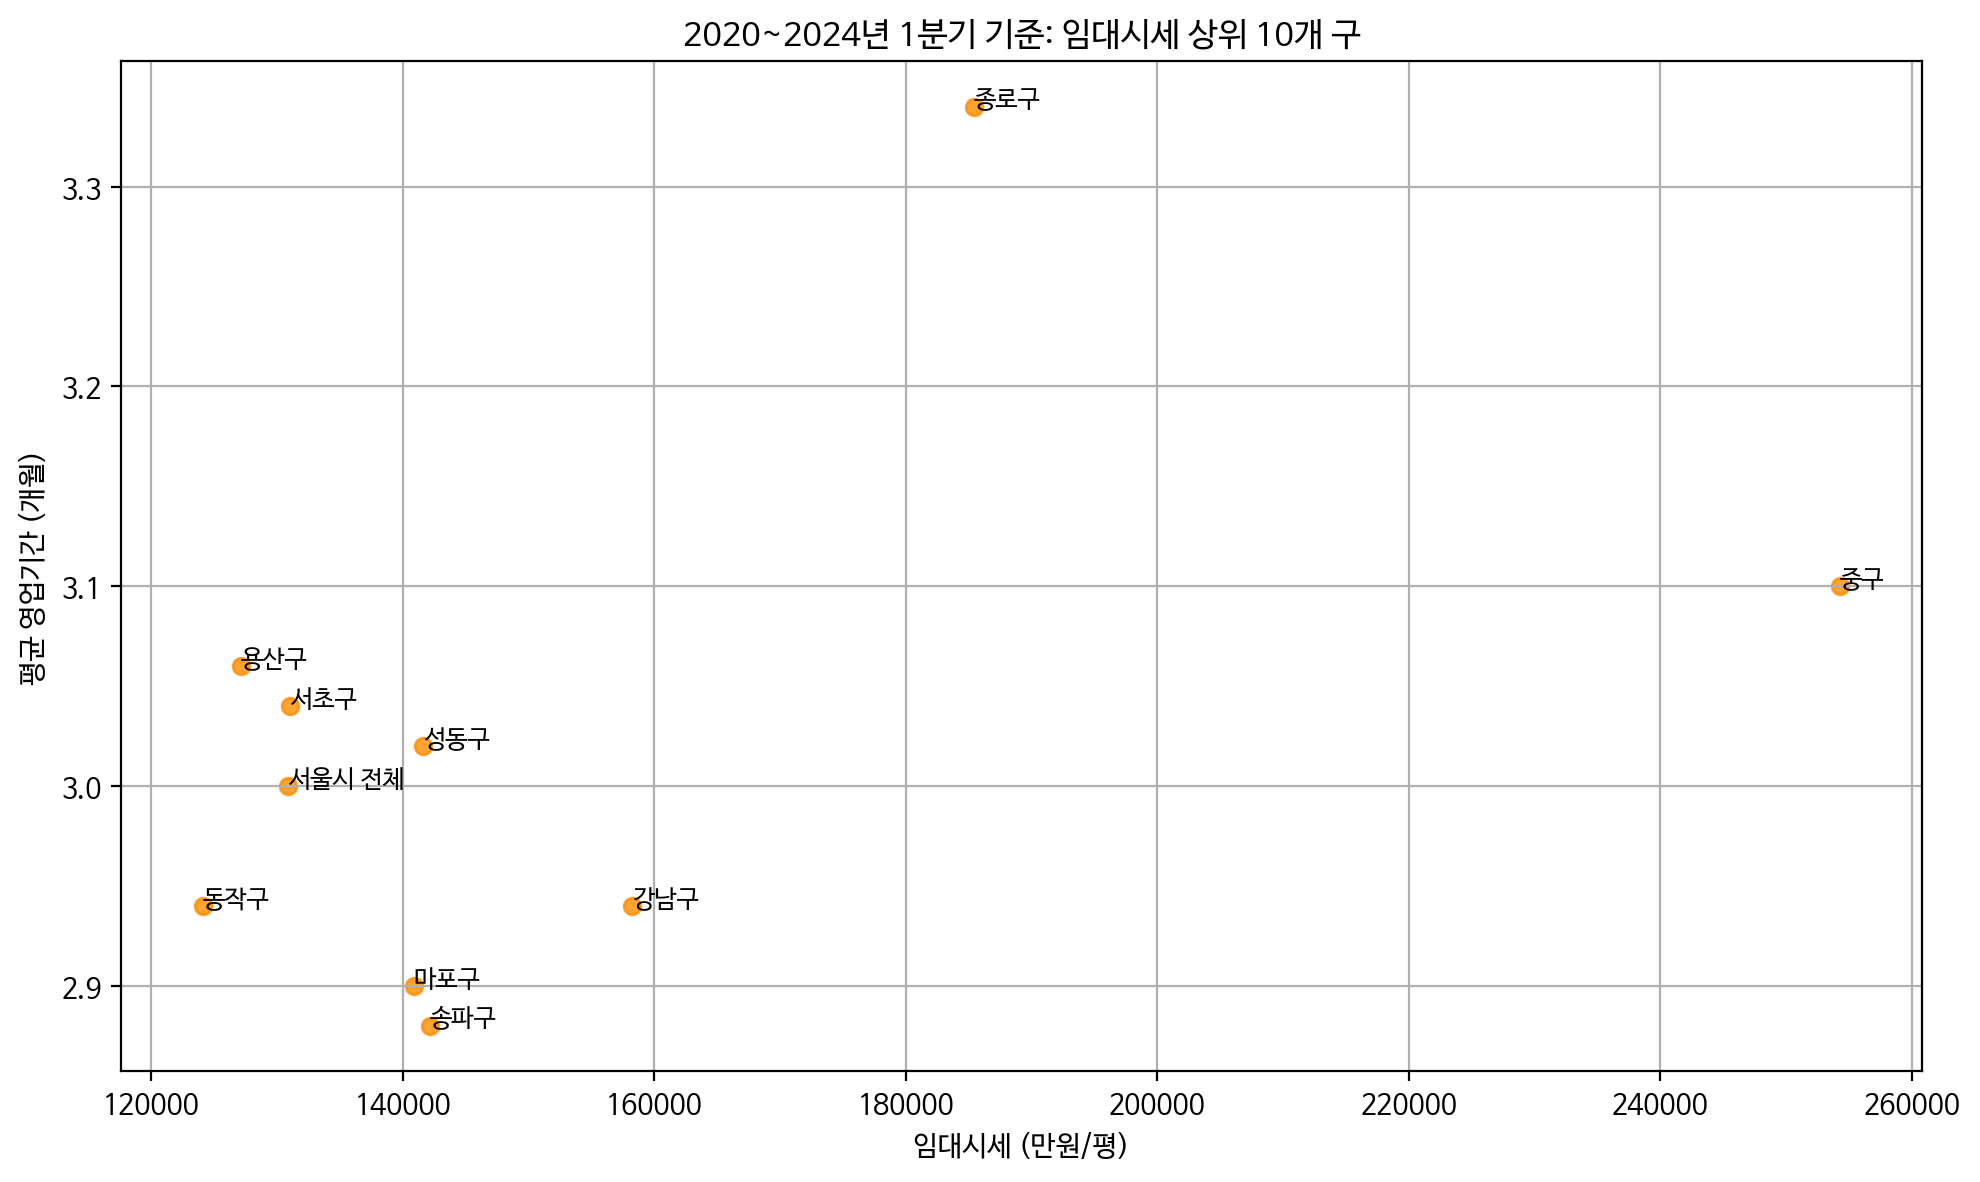 2020~2024년 1분기 기준: 임대시세 상위 10개 구
평균 영업기간 (개월)
3.3
3.2
3.1
3.0
2.9
종로구
중구
용산구
서초구
성동구
서울시 전체
동작구
강남구
마포구
송파구
120000 140000 160000 180000 200000 220000 240000 260000
임대시세 (만원/평)